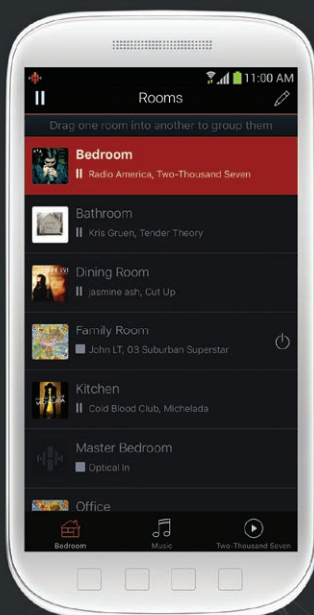 11:00 AM
Rooms
Drag one room into another to group them
Bedroom
Radio America, Two-Thousand Seven
Bathroom
Kris Gruen, Tender Theory
Dining Room
jasmine ash, Cut Up
Family Room
John LT, 03 Suburban Superstar
Kitchen
Cold Blood Club, Michelada
Master Bedroom
Optical In
Office
Bedroom
Music
Two-Thousand Seven